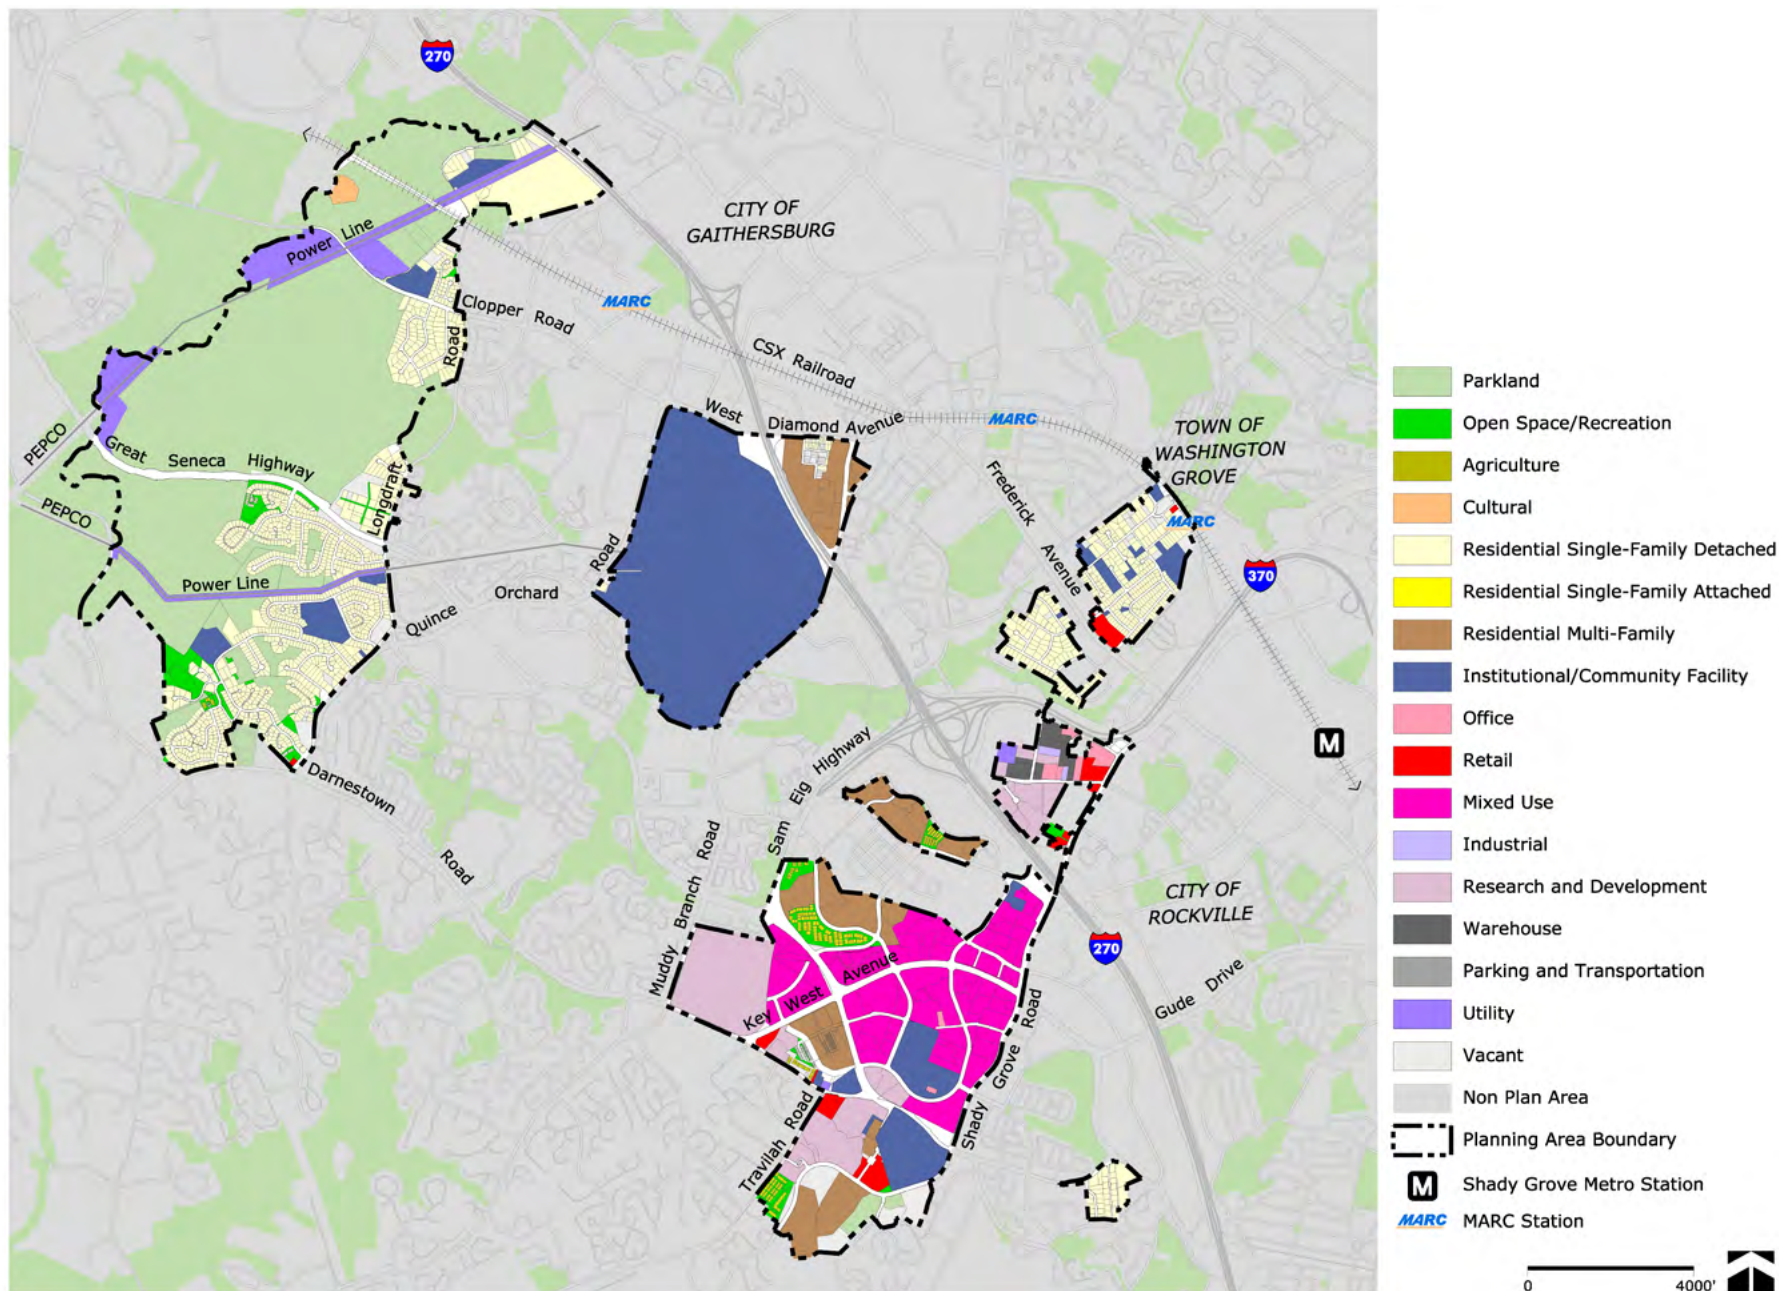 270
CITY OF
GAITHERSBURG
Power Line
Clopper Road
MARC
Road
CSX Railroad
West
Diamond Avenue
MARC
TOWN OF
WASHINGTON
GROVE
MARC
PEPCO
Great Seneca Highway
Longdraft
PEPCO
Power Line
Quince Orchard
Road
Frederick
Avenue
370
M
Darnestown
Road
Muddy Branch Road
Sam Eig Highway
CITY OF
ROCKVILLE
270
Gude Drive
Key West Avenue
Shady Grove Road
Travilah Road
Parkland
Open Space/Recreation
Agriculture
Cultural
Residential Single-Family Detached
Residential Single-Family Attached
Residential Multi-Family
Institutional/Community Facility
Office
Retail
Mixed Use
Industrial
Research and Development
Warehouse
Parking and Transportation
Utility
Vacant
Non Plan Area
Planning Area Boundary
M Shady Grove Metro Station
MARC MARC Station
0 4000'